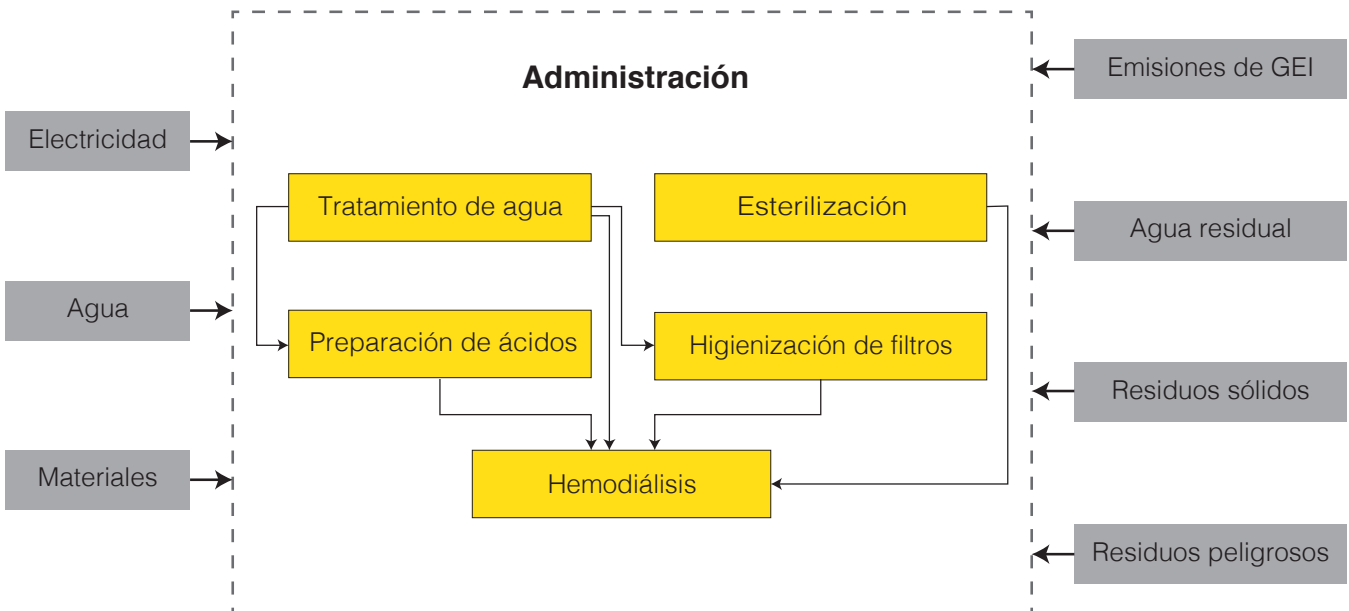 Administración
Emisiones de GEI
Electricidad
Tratamiento de agua
Esterilización
Agua residual
Agua
Preparación de ácidos
Higienización de filtros
Residuos sólidos
Materiales
Hemodiálisis
Residuos peligrosos